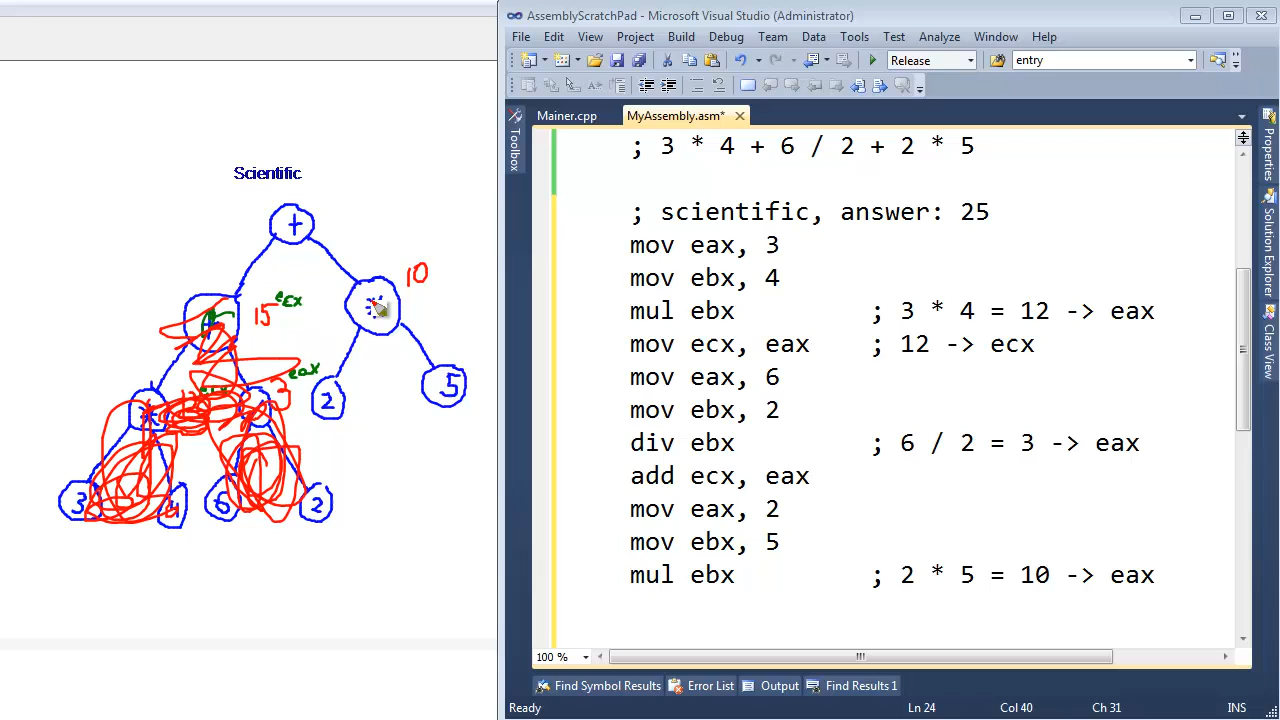 AssemblyScratchPad - Microsoft Visual Studio (Administrator)
File Edit View Project Build Debug Team Data Tools Test Analyze Window Help
Release entry
Mainer.cpp MyAssembly.asm*
Toolbox
Properties
Solution Explorer
Class View
; 3 * 4 + 6 / 2 + 2 * 5
; scientific, answer: 25
mov eax, 3
mov ebx, 4
mul ebx ; 3 * 4 = 12 -> eax
mov ecx, eax ; 12 -> ecx
mov eax, 6
mov ebx, 2
div ebx ; 6 / 2 = 3 -> eax
add ecx, eax
mov eax, 2
mov ebx, 5
mul ebx ; 2 * 5 = 10 -> eax
100 %
Find Symbol Results Error List Output Find Results 1
Ready Ln 24 Col 40 Ch 31 INS
Scientific
+
10
15
eax
2
5
3
4
6
2